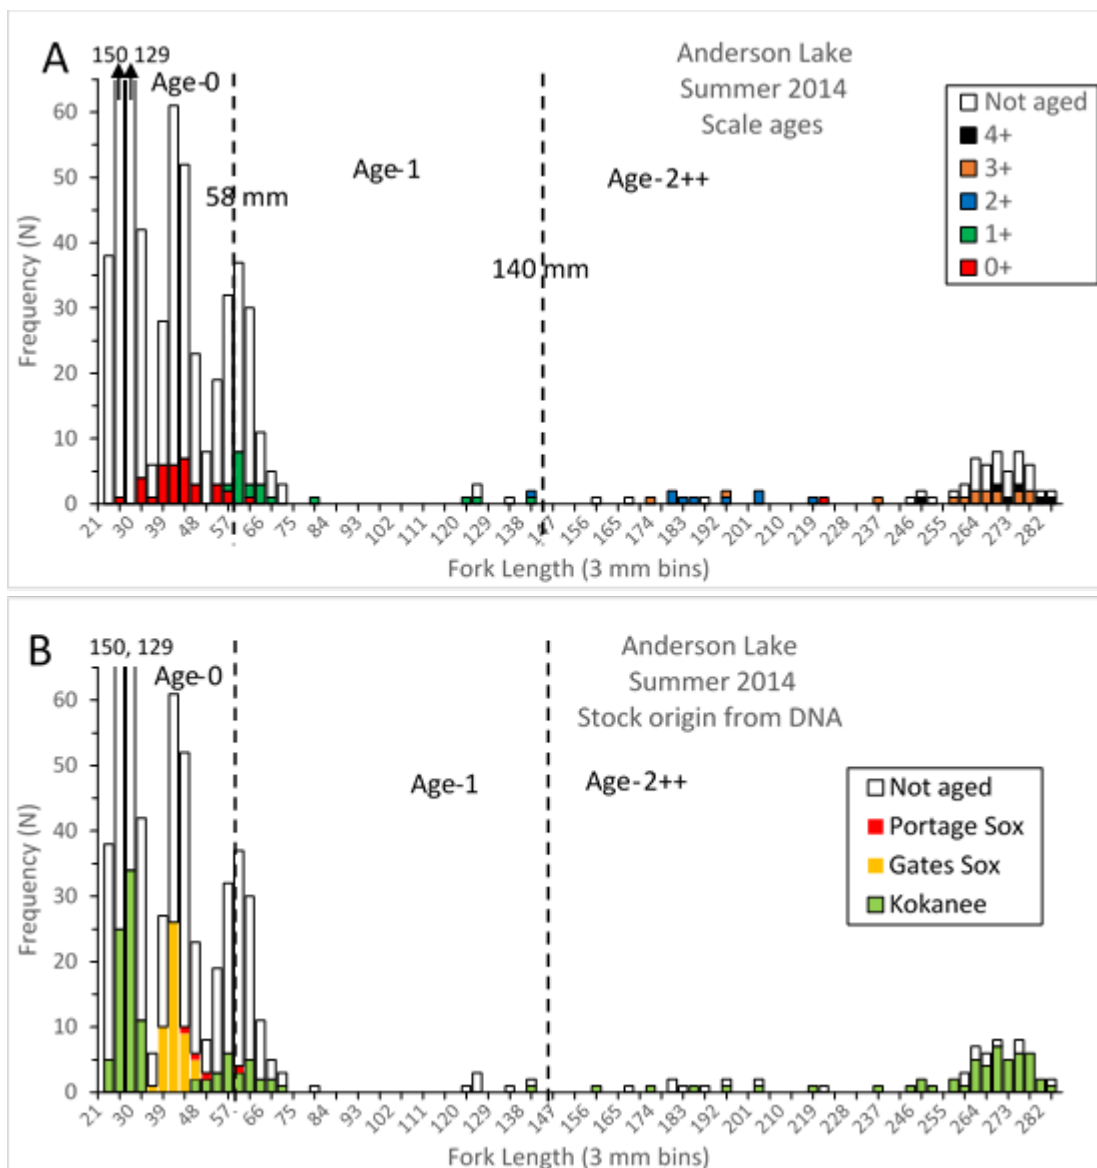 A
150 129
Age-0
Anderson Lake
Summer 2014
Scale ages
Age-1
Age-2++
58 mm
140 mm
Not aged
4+
3+
2+
1+
0+
Frequency (N)
60
50
40
30
20
10
0
21 30 39 48 57 66 75 84 93 102 111 120 129 138 147 156 165 174 183 192 201 210 219 228 237 246 255 264 273 282
Fork Length (3 mm bins)
B
150, 129
Age-0
Anderson Lake
Summer 2014
Stock origin from DNA
Age-1
Age-2++
Not aged
Portage Sox
Gates Sox
Kokanee
Frequency (N)
60
50
40
30
20
10
0
21 30 39 48 57 66 75 84 93 102 111 120 129 138 147 156 165 174 183 192 201 210 219 228 237 246 255 264 273 282
Fork Length (3 mm bins)